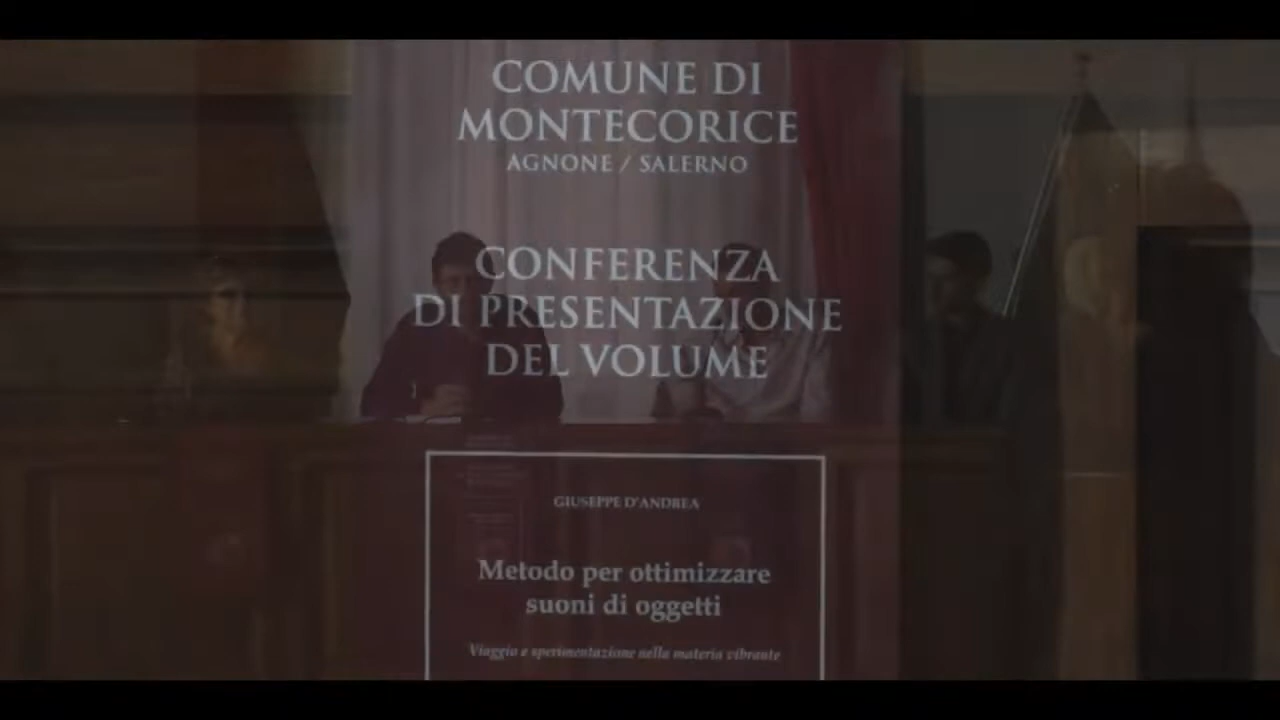 COMUNE DI
MONTECORICE
AGNONE / SALERNO
CONFERENZA
DI PRESENTAZIONE
DEL VOLUME
GIUSEPPE D'ANDREA
Metodo per ottimizzare
suoni di oggetti
Viaggio e sperimentazione nella materia vibrante